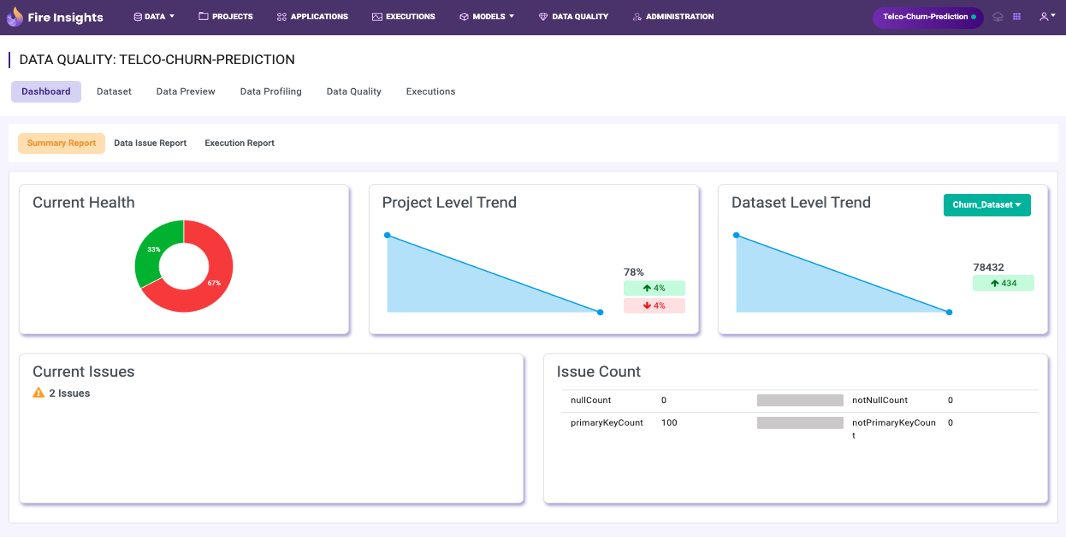 Fire Insights
DATA
PROJECTS
APPLICATIONS
EXECUTIONS
MODELS
DATA QUALITY
ADMINISTRATION
Telco-Churn-Prediction
DATA QUALITY: TELCO-CHURN-PREDICTION
Dashboard
Dataset
Data Preview
Data Profiling
Data Quality
Executions
Summary Report
Data Issue Report
Execution Report
Current Health
33%
67%
Project Level Trend
78%
4%
4%
Dataset Level Trend
Churn_Dataset
78432
434
Current Issues
2 Issues
Issue Count
nullCount 0 notNullCount 0
primaryKeyCount 100 notPrimaryKeyCoun 0
t